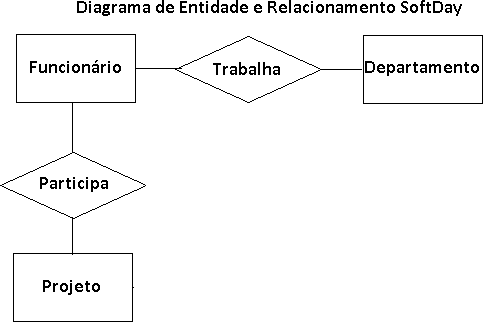 Diagrama de Entidade e Relacionamento SoftDay
Funcionário
Trabalha
Departamento
Participa
Projeto